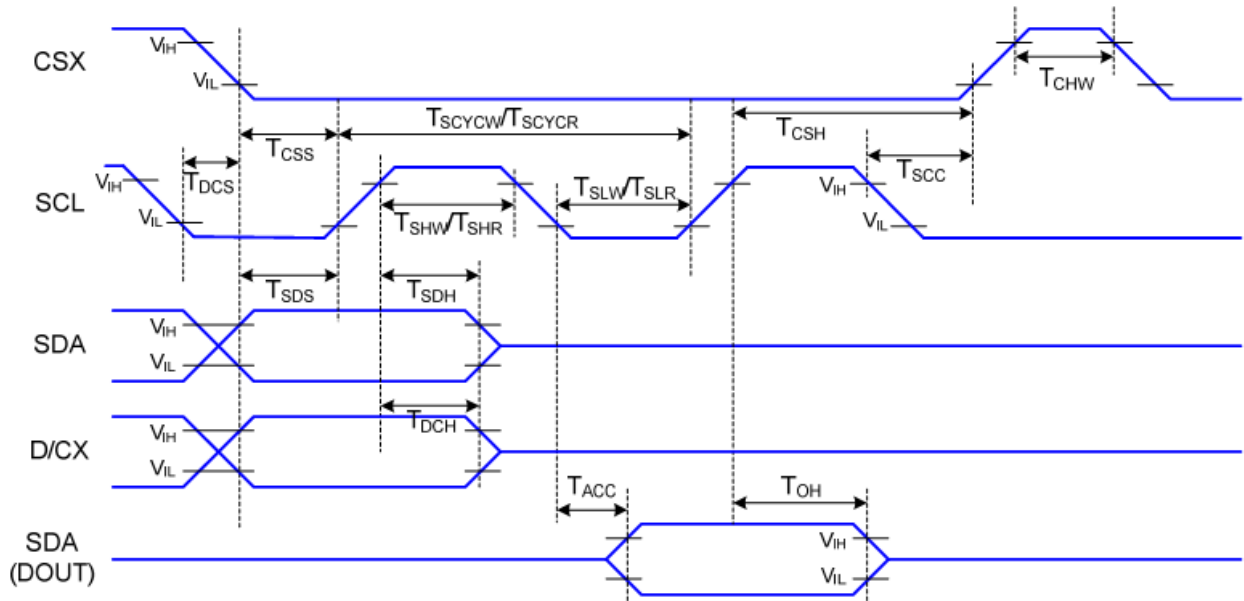 CSX
VIH
VIL
TCHW
TSCYCW/TSCYCR
TCSS
TCSH
SCL
VIH
VIL
TDCS
TSHW/TSHR
TSLW/TSLR
VIH
VIL
TSCC
TSDS
TSDH
SDA
VIH
VIL
TDCH
D/CX
VIH
VIL
TACC
TOH
SDA
(DOUT)
VIH
VIL